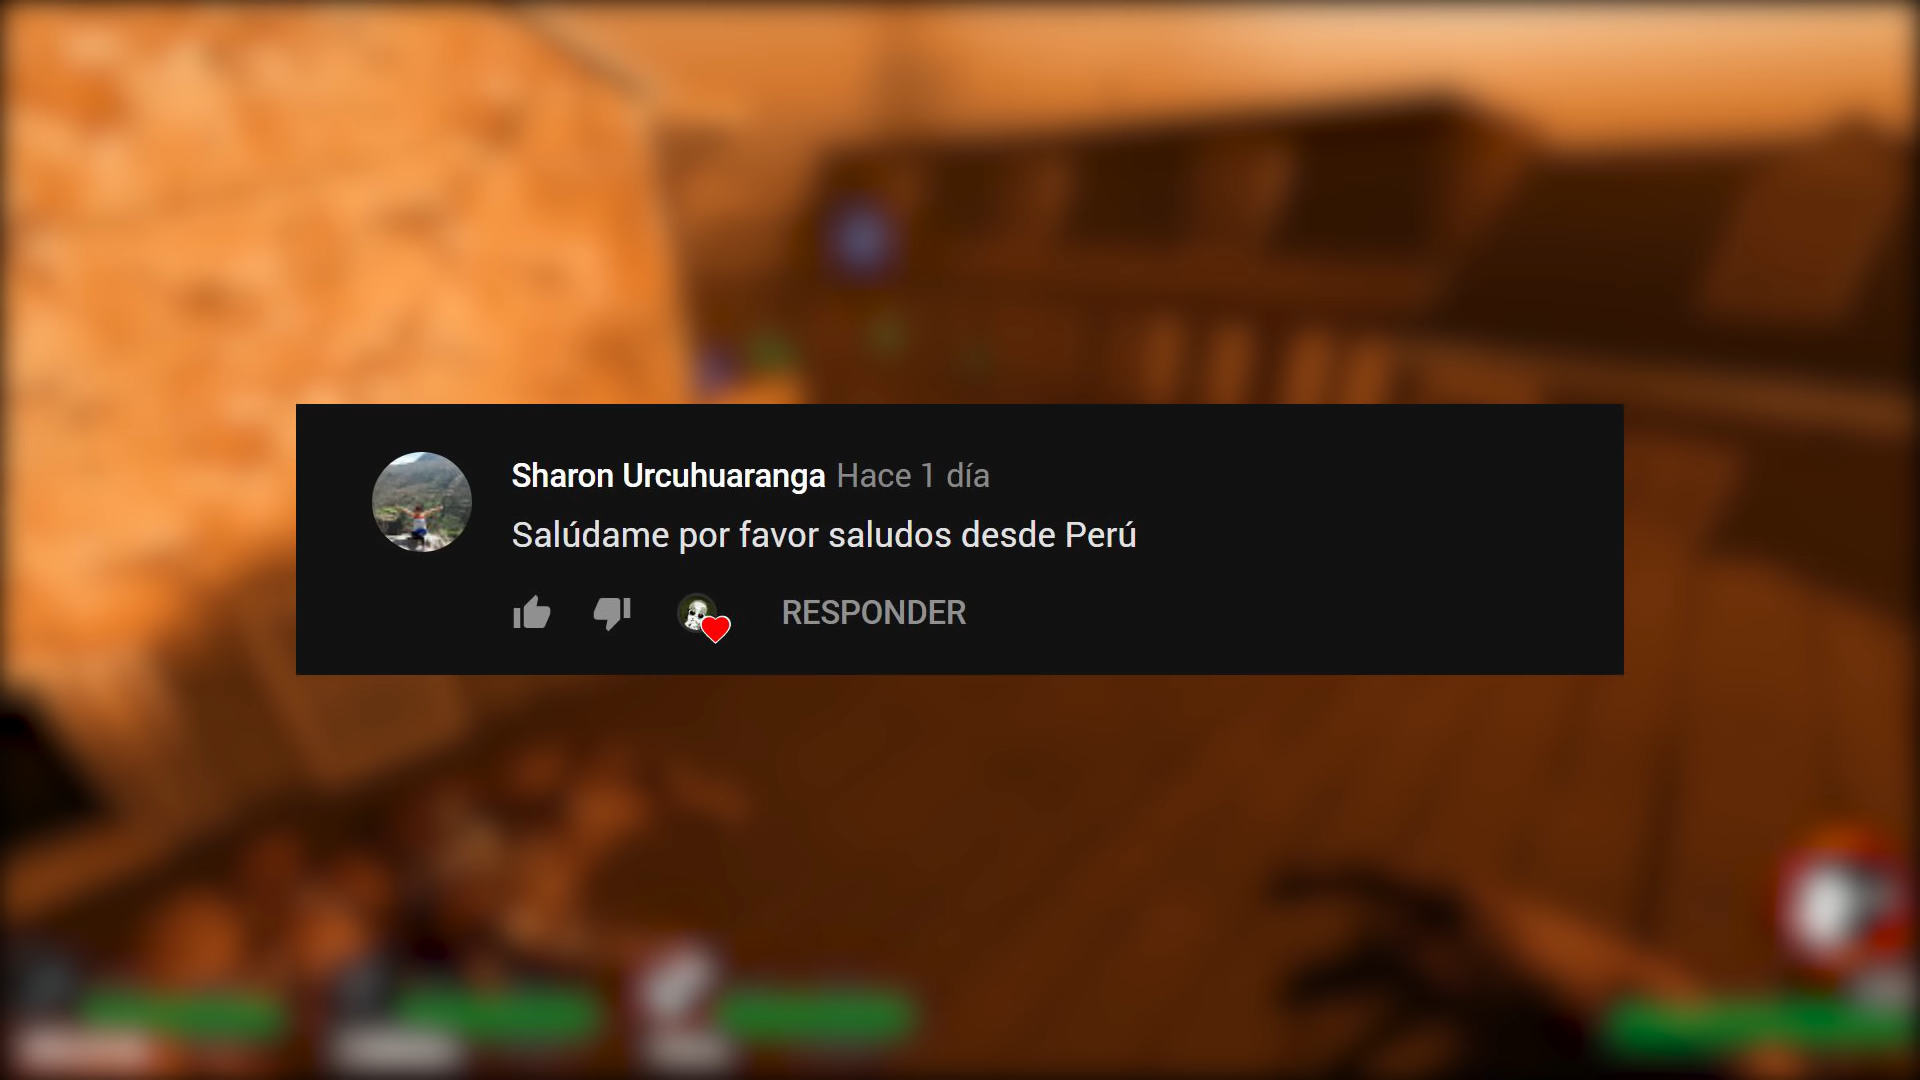 Sharon Urcuhuaranga Hace 1 día
Salúdame por favor saludos desde Perú
RESPONDER